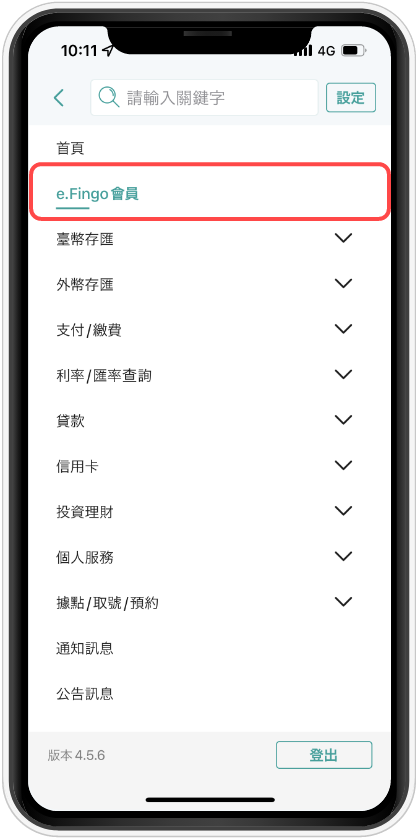 10:11 4G
請輸入關鍵字 設定
首頁
e.Fingo會員
臺幣存匯
外幣存匯
支付/繳費
利率/匯率查詢
貸款
信用卡
投資理財
個人服務
據點/取號/預約
通知訊息
公告訊息
版本 4.5.6 登出